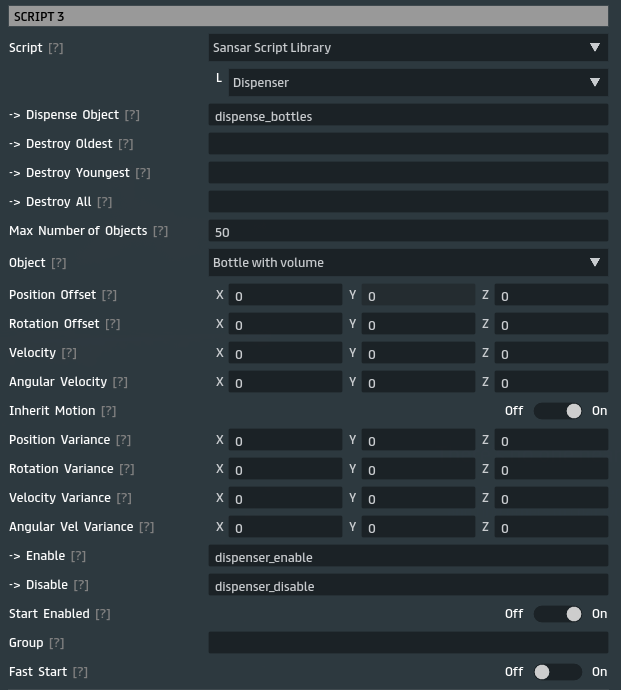 SCRIPT 3
Script [?] Sansar Script Library
L Dispenser
-> Dispense Object [?] dispense_bottles
-> Destroy Oldest [?]
-> Destroy Youngest [?]
-> Destroy All [?]
Max Number of Objects [?] 50
Object [?] Bottle with volume
Position Offset [?] X 0 Y 0 Z 0
Rotation Offset [?] X 0 Y 0 Z 0
Velocity [?] X 0 Y 0 Z 0
Angular Velocity [?] X 0 Y 0 Z 0
Inherit Motion [?] Off On
Position Variance [?] X 0 Y 0 Z 0
Rotation Variance [?] X 0 Y 0 Z 0
Velocity Variance [?] X 0 Y 0 Z 0
Angular Vel Variance [?] X 0 Y 0 Z 0
-> Enable [?] dispenser_enable
-> Disable [?] dispenser_disable
Start Enabled [?] Off On
Group [?]
Fast Start [?] Off On